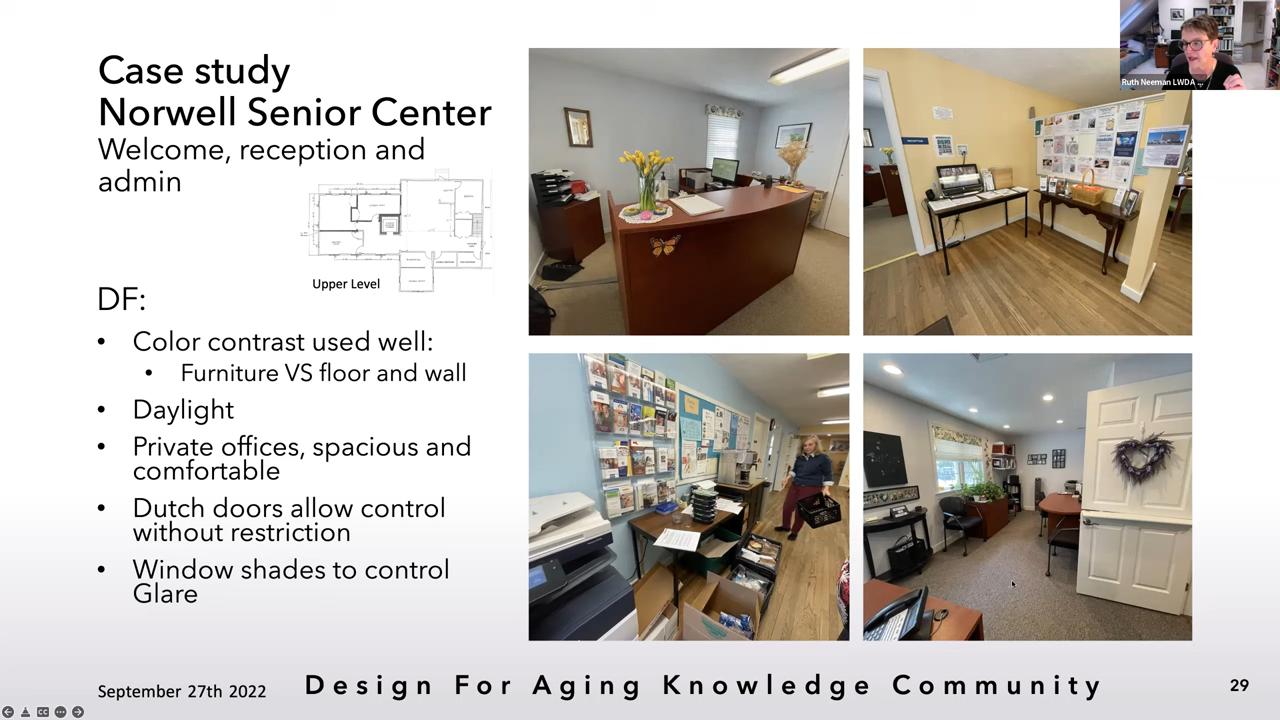 Case study
Norwell Senior Center
Welcome, reception and
admin
Upper Level
DF:
• Color contrast used well:
• Furniture VS floor and wall
• Daylight
• Private offices, spacious and
comfortable
• Dutch doors allow control
without restriction
• Window shades to control
Glare
Ruth Neeman LWDA ...
RECEPTION
September 27th 2022
Design For Aging Knowledge Community
29
CC